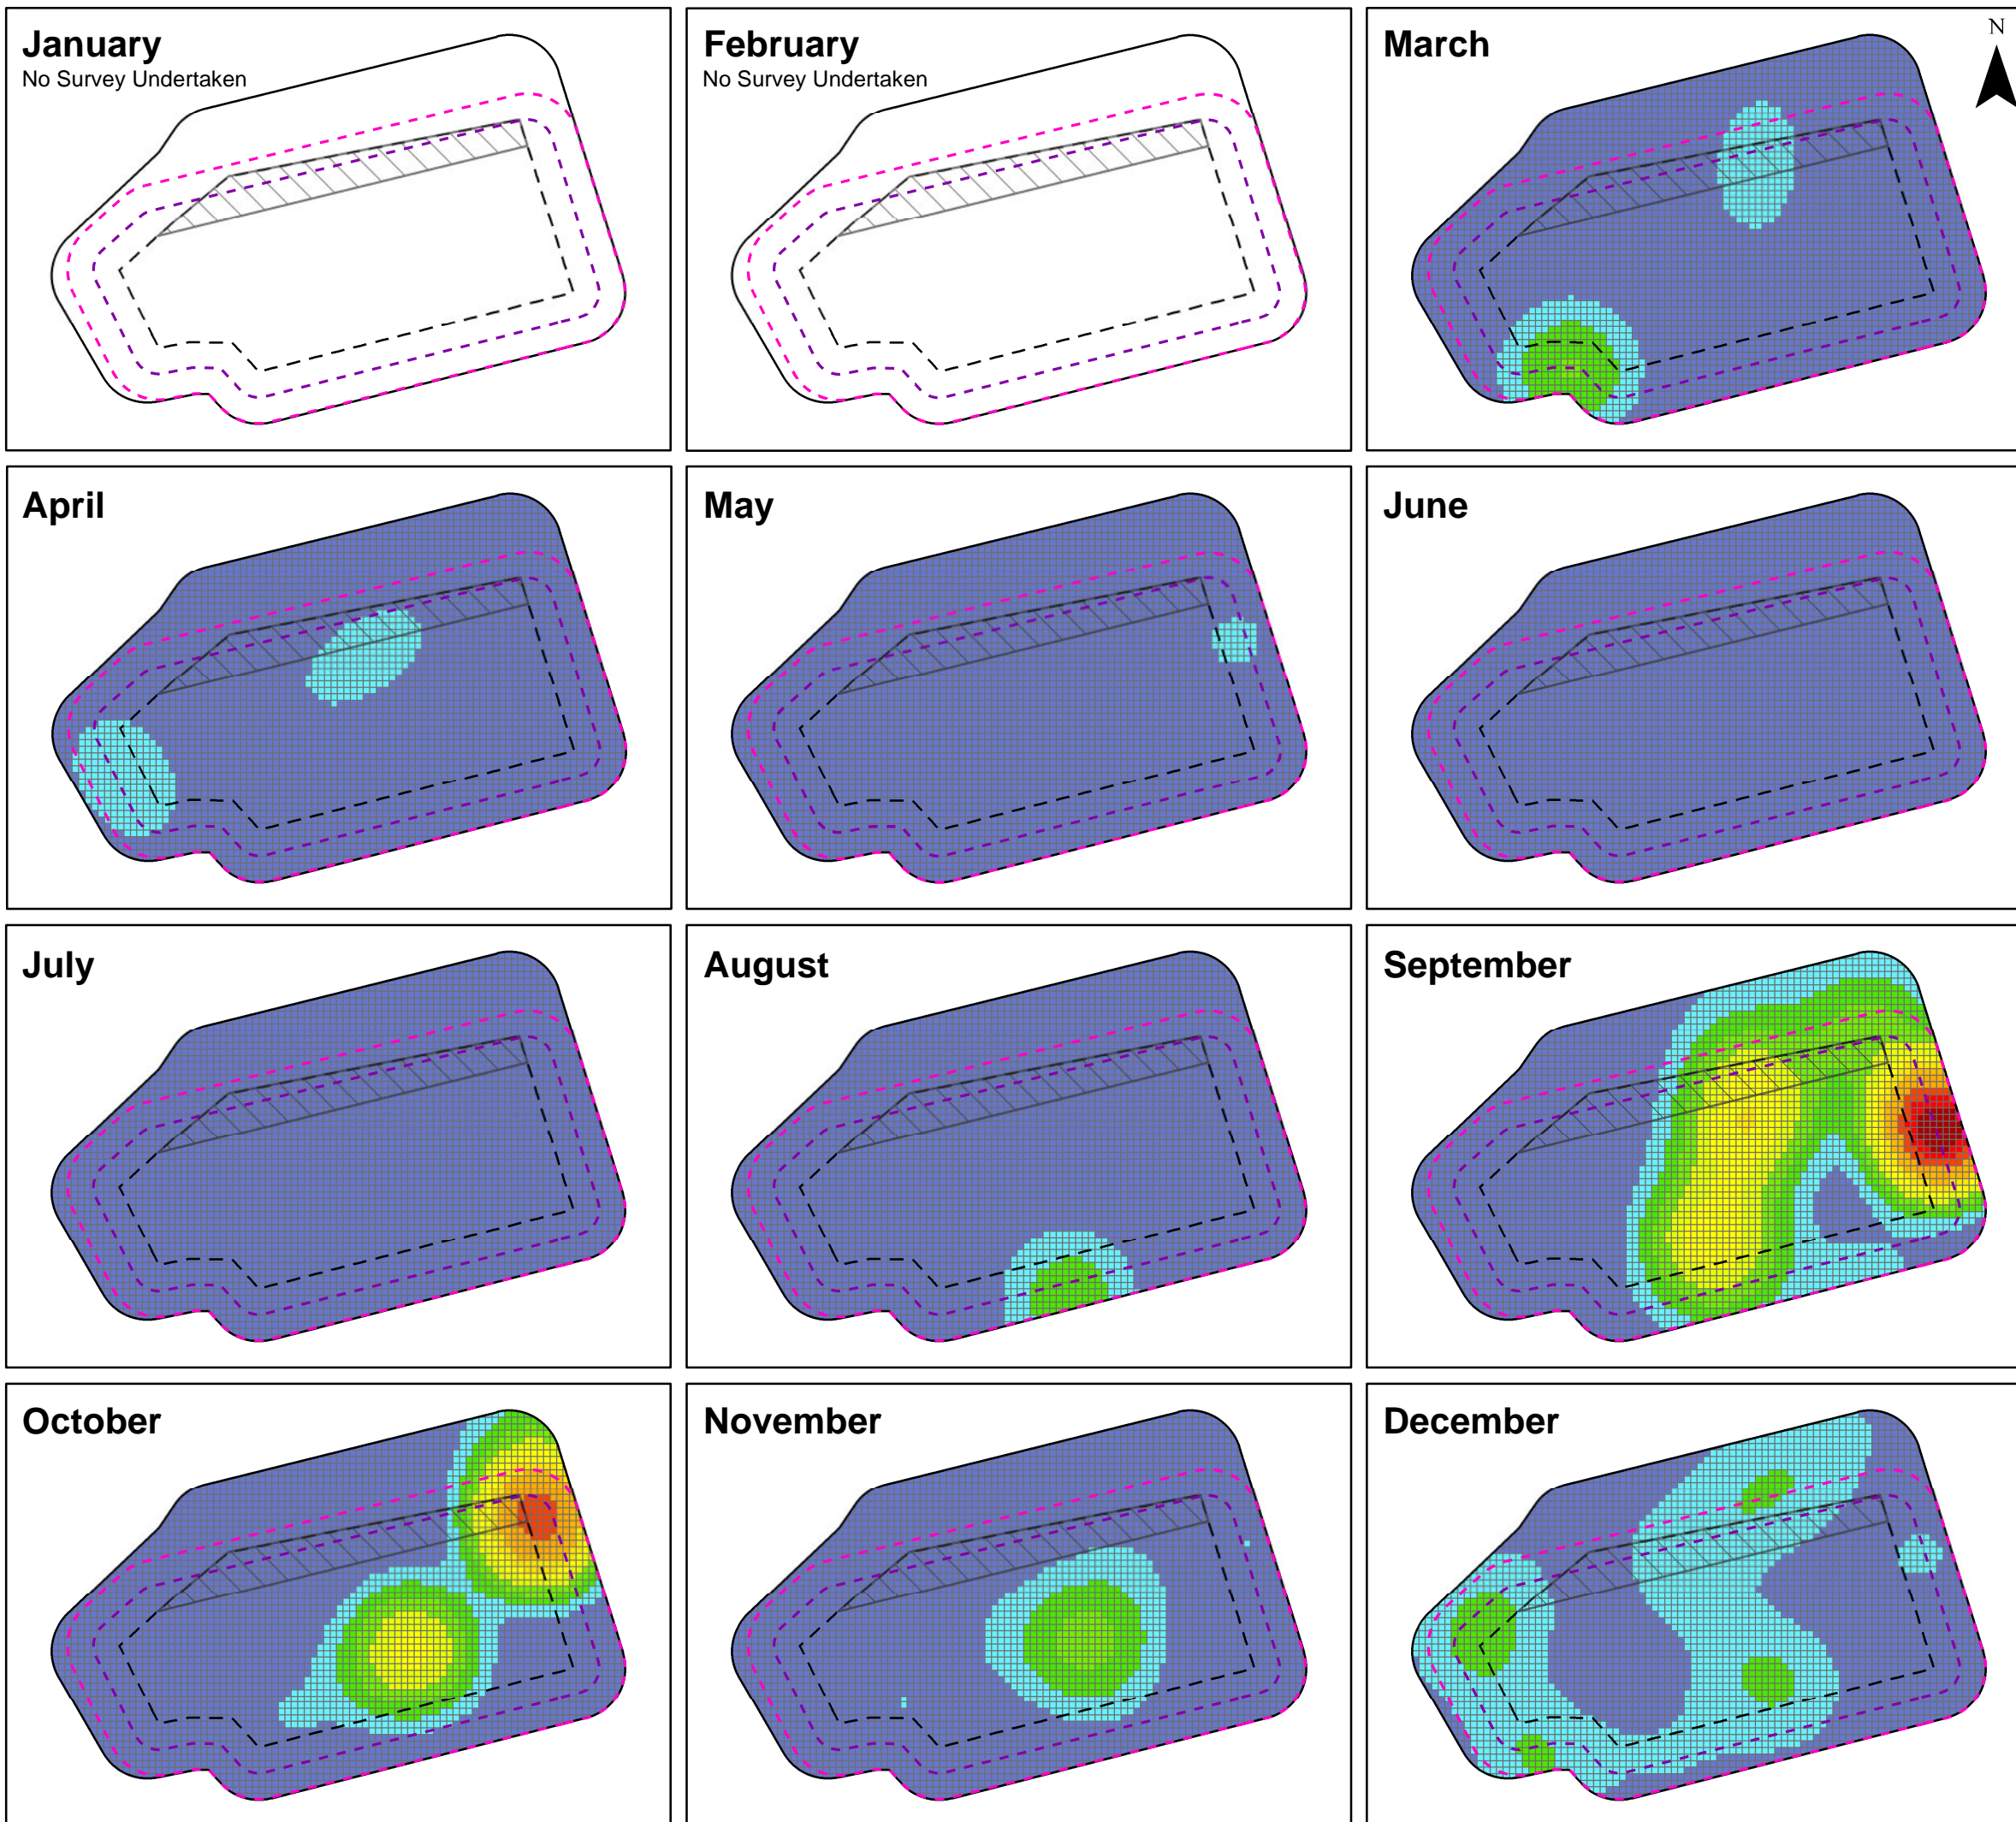 January
No Survey Undertaken
February
No Survey Undertaken
March
N
April
May
June
July
August
September
October
November
December